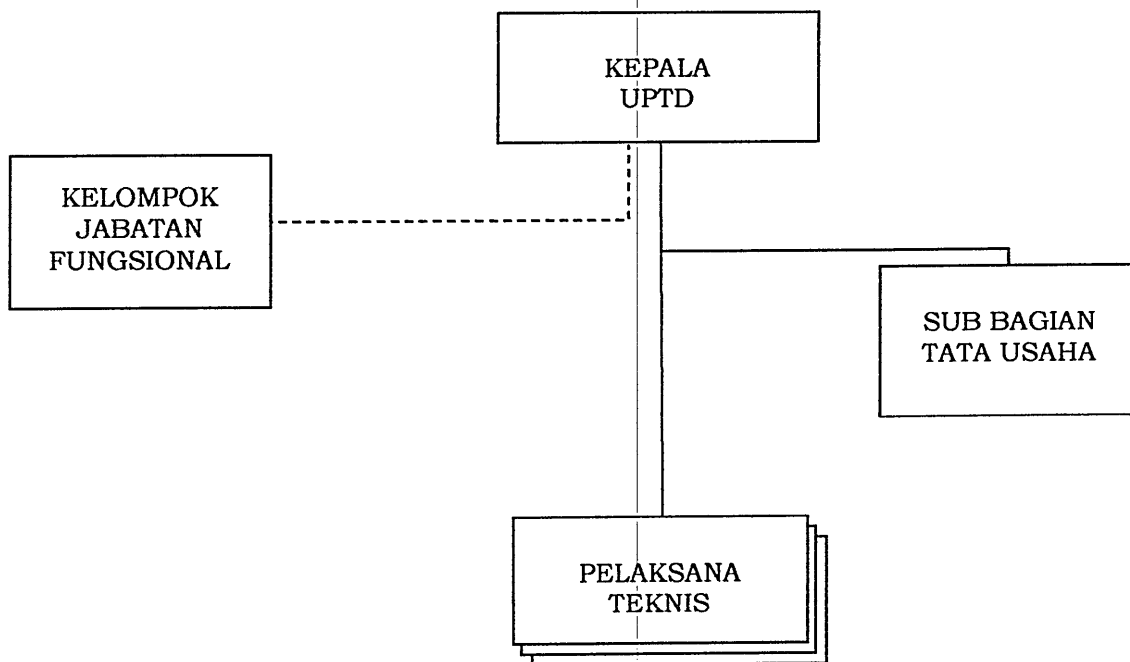 KEPALA
UPTD
KELOMPOK
JABATAN
FUNGSIONAL
SUB BAGIAN
TATA USAHA
PELAKSANA
TEKNIS